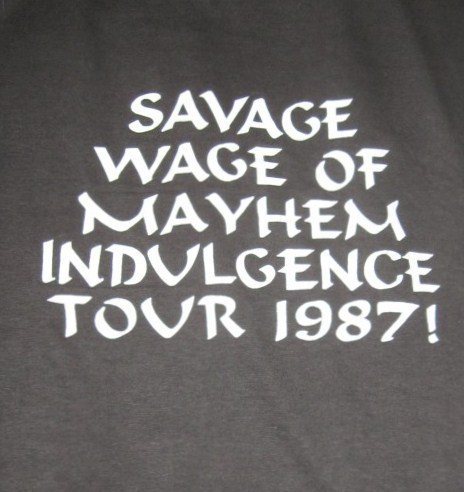 SAVAGE
WAGE OF
MAYHEM
INDULGENCE
TOUR 1987!